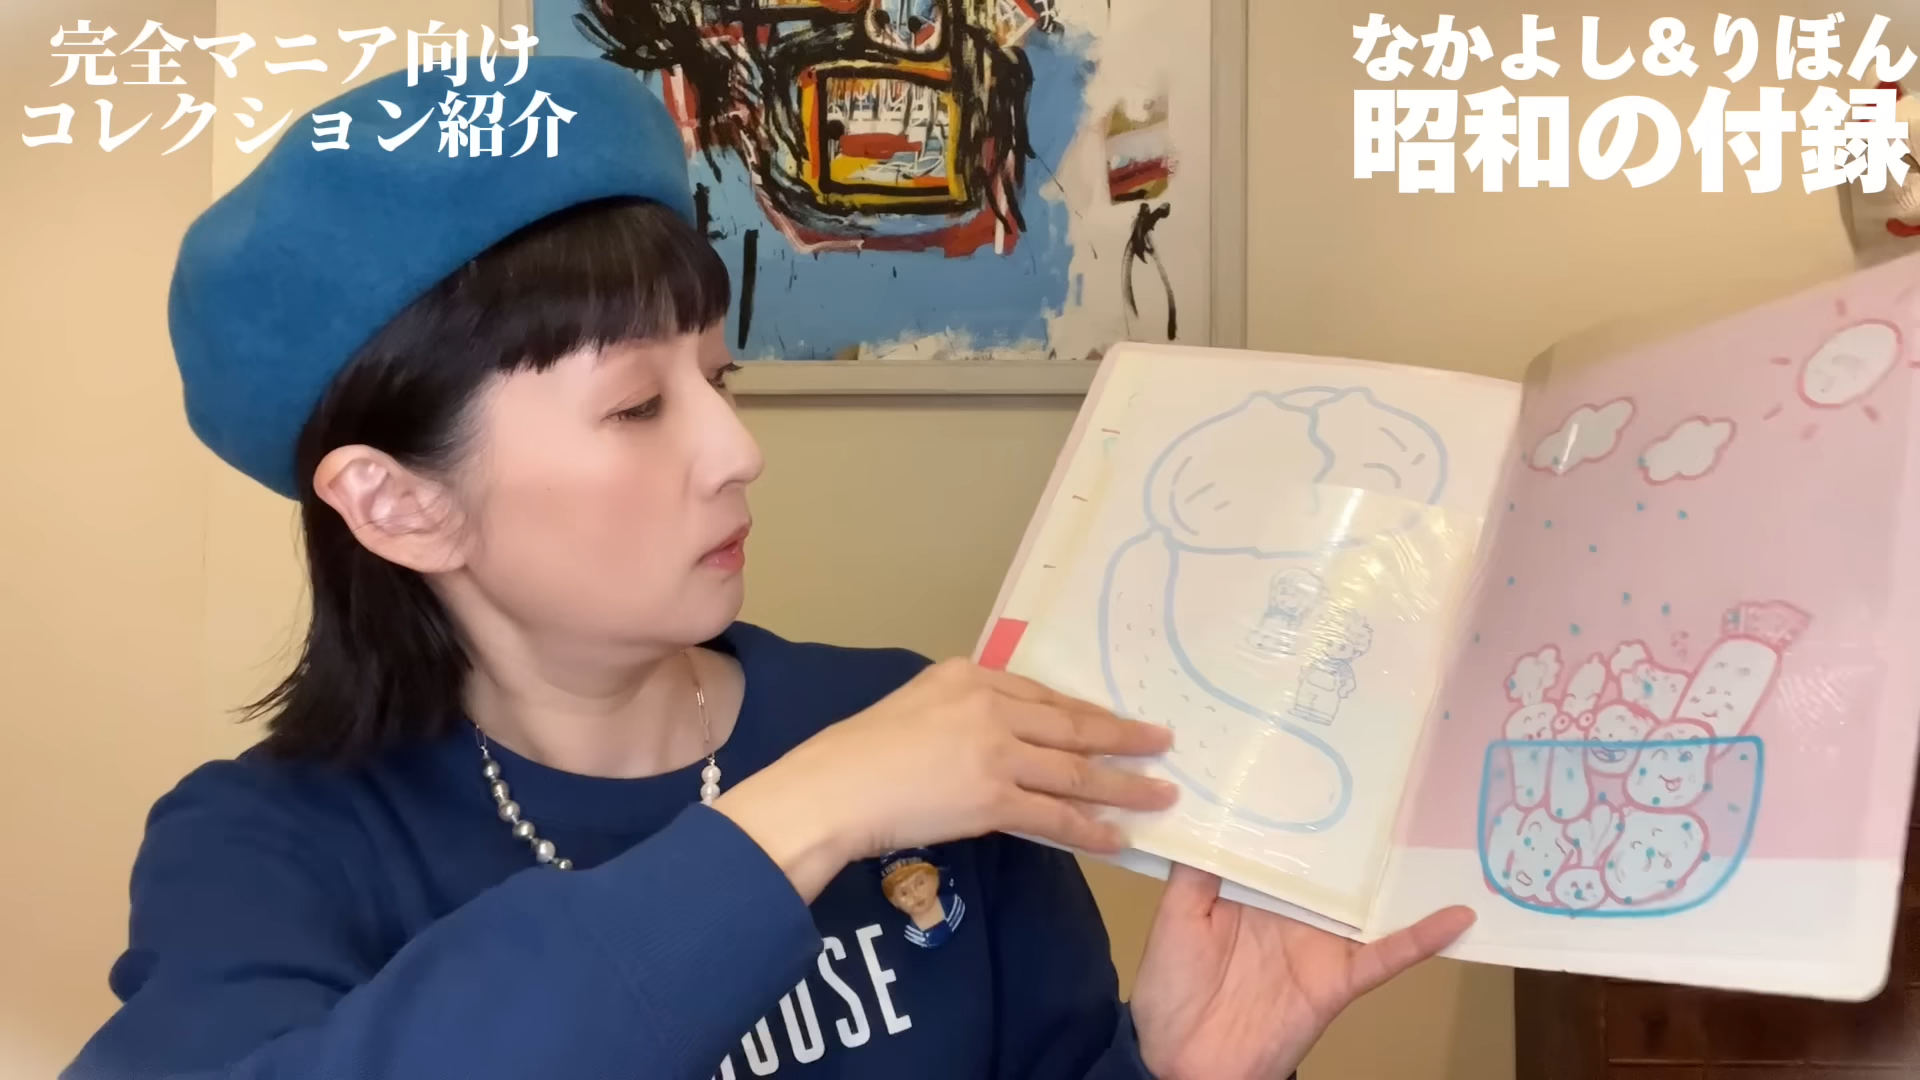 完全マニア向け
コレクション紹介
なかよし&りぼん
昭和の付録
OUSE